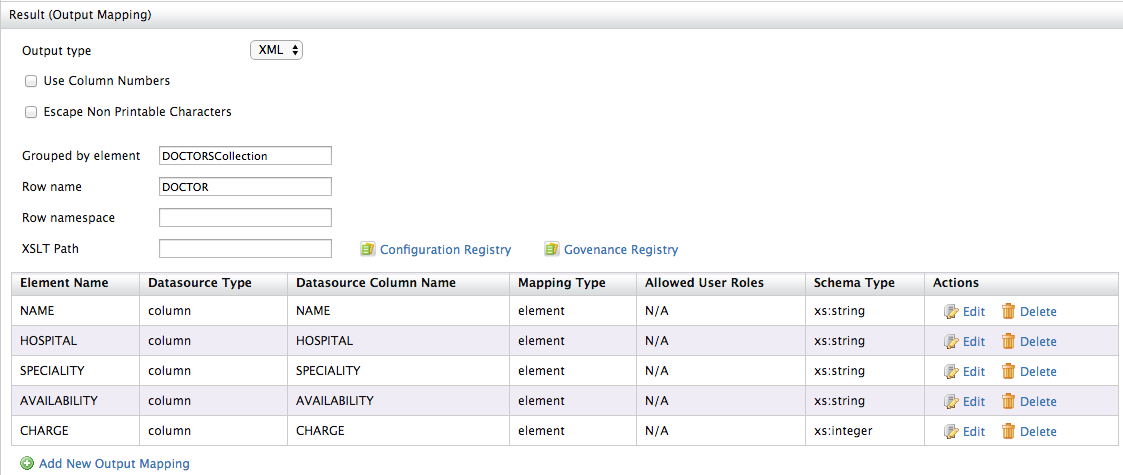 Result (Output Mapping)
Output type XML
Use Column Numbers
Escape Non Printable Characters
Grouped by element DOCTORSCollection
Row name DOCTOR
Row namespace
XSLT Path Configuration Registry Govenance Registry
Element Name Datasource Type Datasource Column Name Mapping Type Allowed User Roles Schema Type Actions
NAME column NAME element N/A xs:string Edit Delete
HOSPITAL column HOSPITAL element N/A xs:string Edit Delete
SPECIALITY column SPECIALITY element N/A xs:string Edit Delete
AVAILABILITY column AVAILABILITY element N/A xs:string Edit Delete
CHARGE column CHARGE element N/A xs:integer Edit Delete
Add New Output Mapping